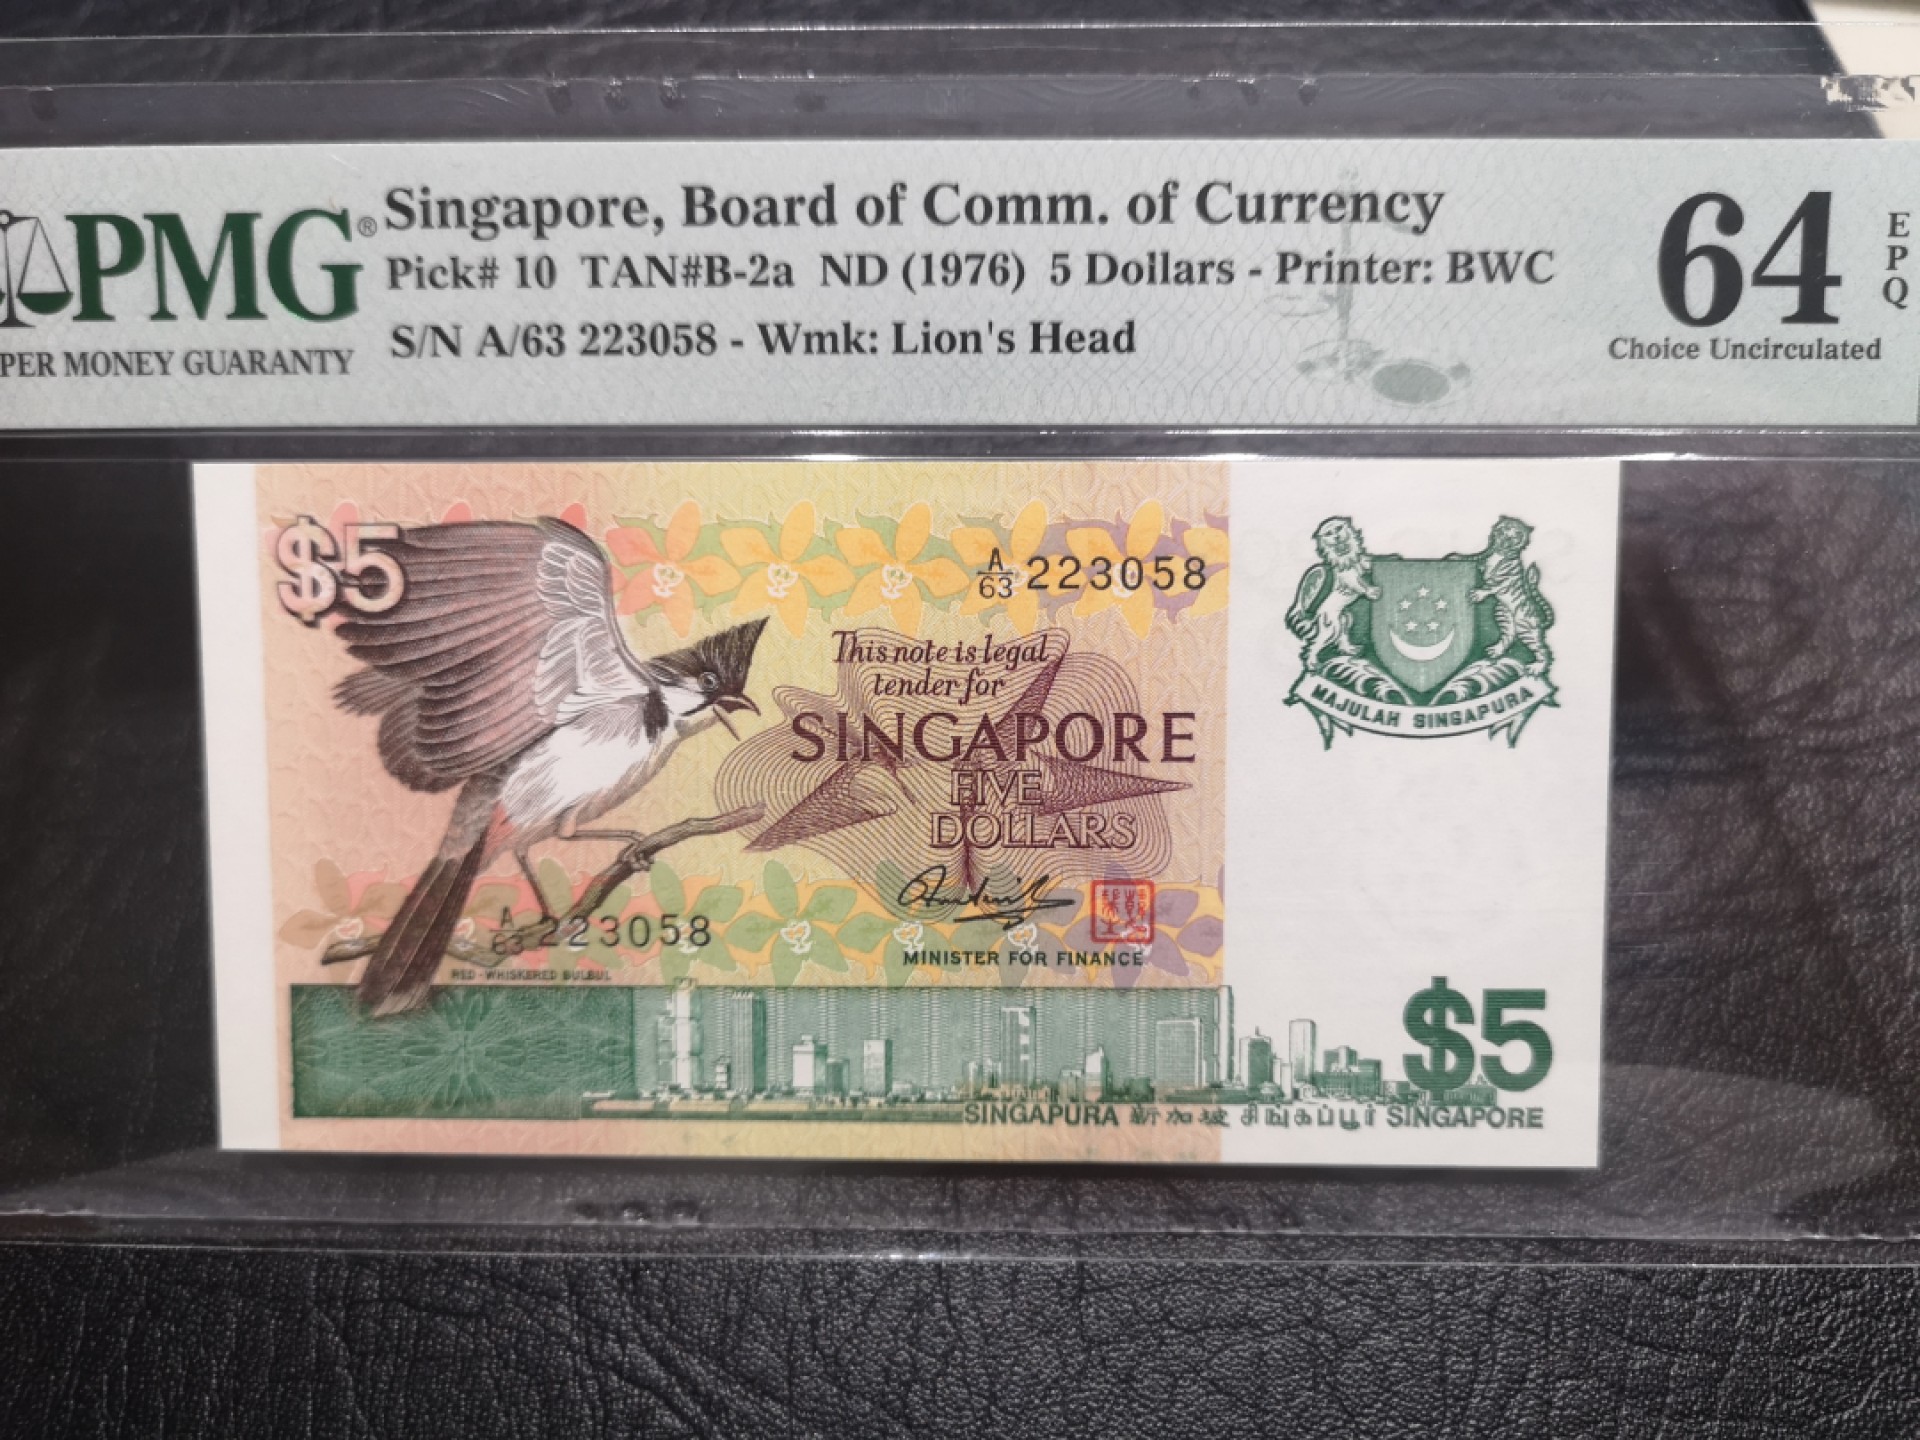 PMG®
PER MONEY GUARANTY
Singapore, Board of Comm. of Currency
Pick# 10 TAN#B-2a ND (1976) 5 Dollars - Printer: BWC
S/N A/63 223058 - Wmk: Lion's Head
64
EPQ
Choice Uncirculated
$5
A/63 223058
This note is legal
tender for
SINGAPORE
FIVE
DOLLARS
A/63 223058
MINISTER FOR FINANCE
RED-WHISKERED BULBUL
MAJULAH SINGAPURA
$5
SINGAPURA 新加坡 சிங்கப்பூர் SINGAPORE